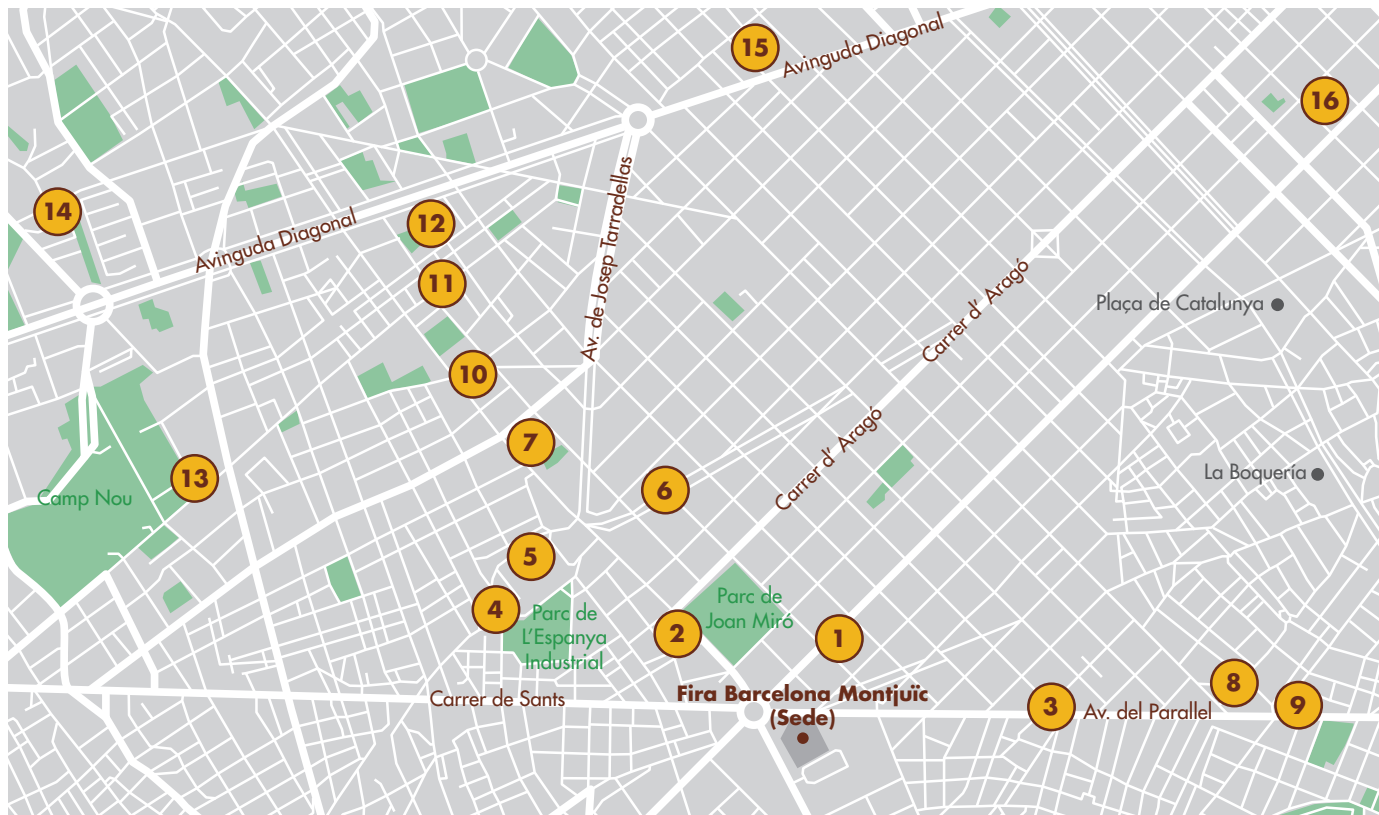 15
Avinguda Diagonal
16
14
12
Avinguda Diagonal
Av. de Josep Tarradellas
11
Carrer d' Aragó
Plaça de Catalunya
10
7
Carrer d' Aragó
La Boquería
13
Camp Nou
6
5
4
Parc de
L'Espanya
Industrial
2
Parc de
Joan Miró
1
Carrer de Sants
Fira Barcelona Montjuïc
(Sede)
3
Av. del Parallel
8
9